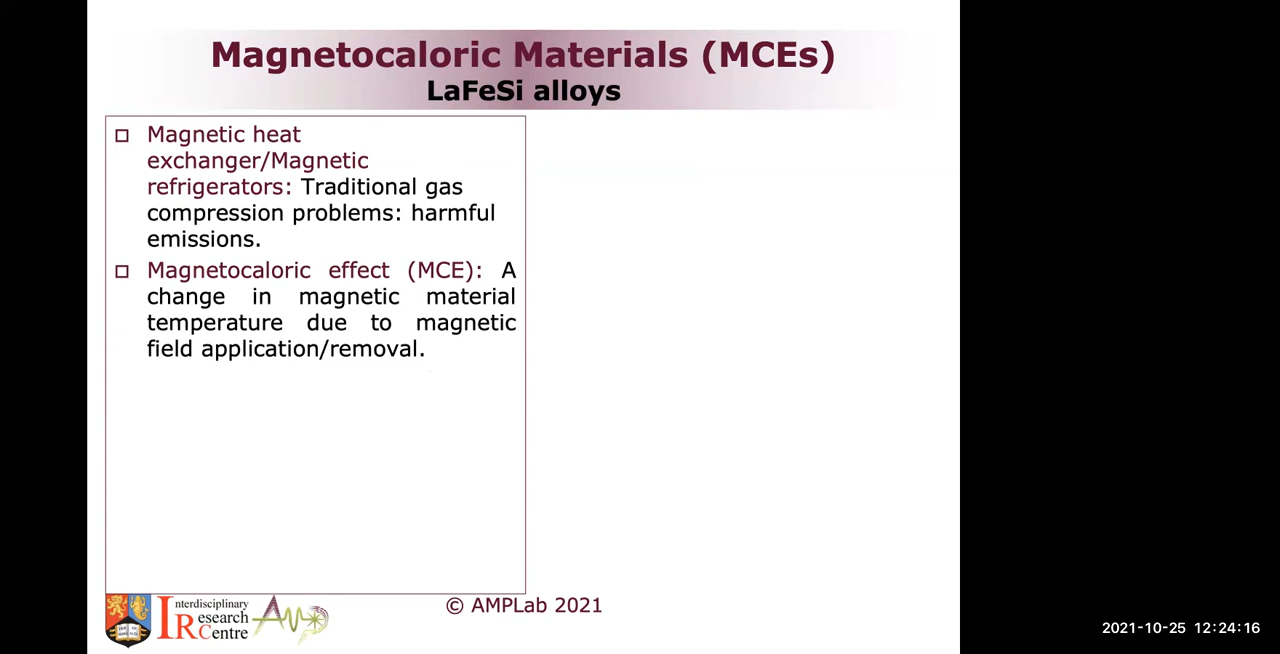 Magnetocaloric Materials (MCEs)
LaFeSi alloys
Magnetic heat
exchanger/Magnetic
refrigerators: Traditional gas
compression problems: harmful
emissions.
Magnetocaloric effect (MCE): A
change in magnetic material
temperature due to magnetic
field application/removal.
Interdisciplinary
Research
Centre
© AMPLab 2021
2021-10-25 12:24:16